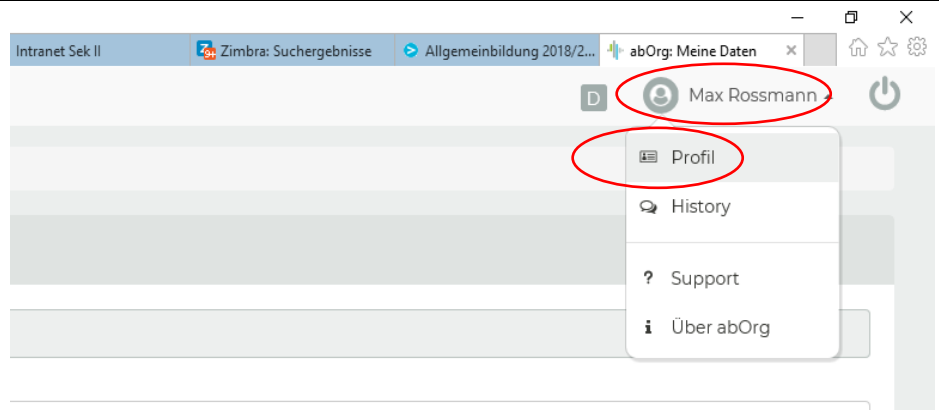 Intranet Sek II Zimbra: Suchergebnisse Allgemeinbildung 2018/2... abOrg: Meine Daten
D Max Rossmann
Profil
History
? Support
i Über abOrg